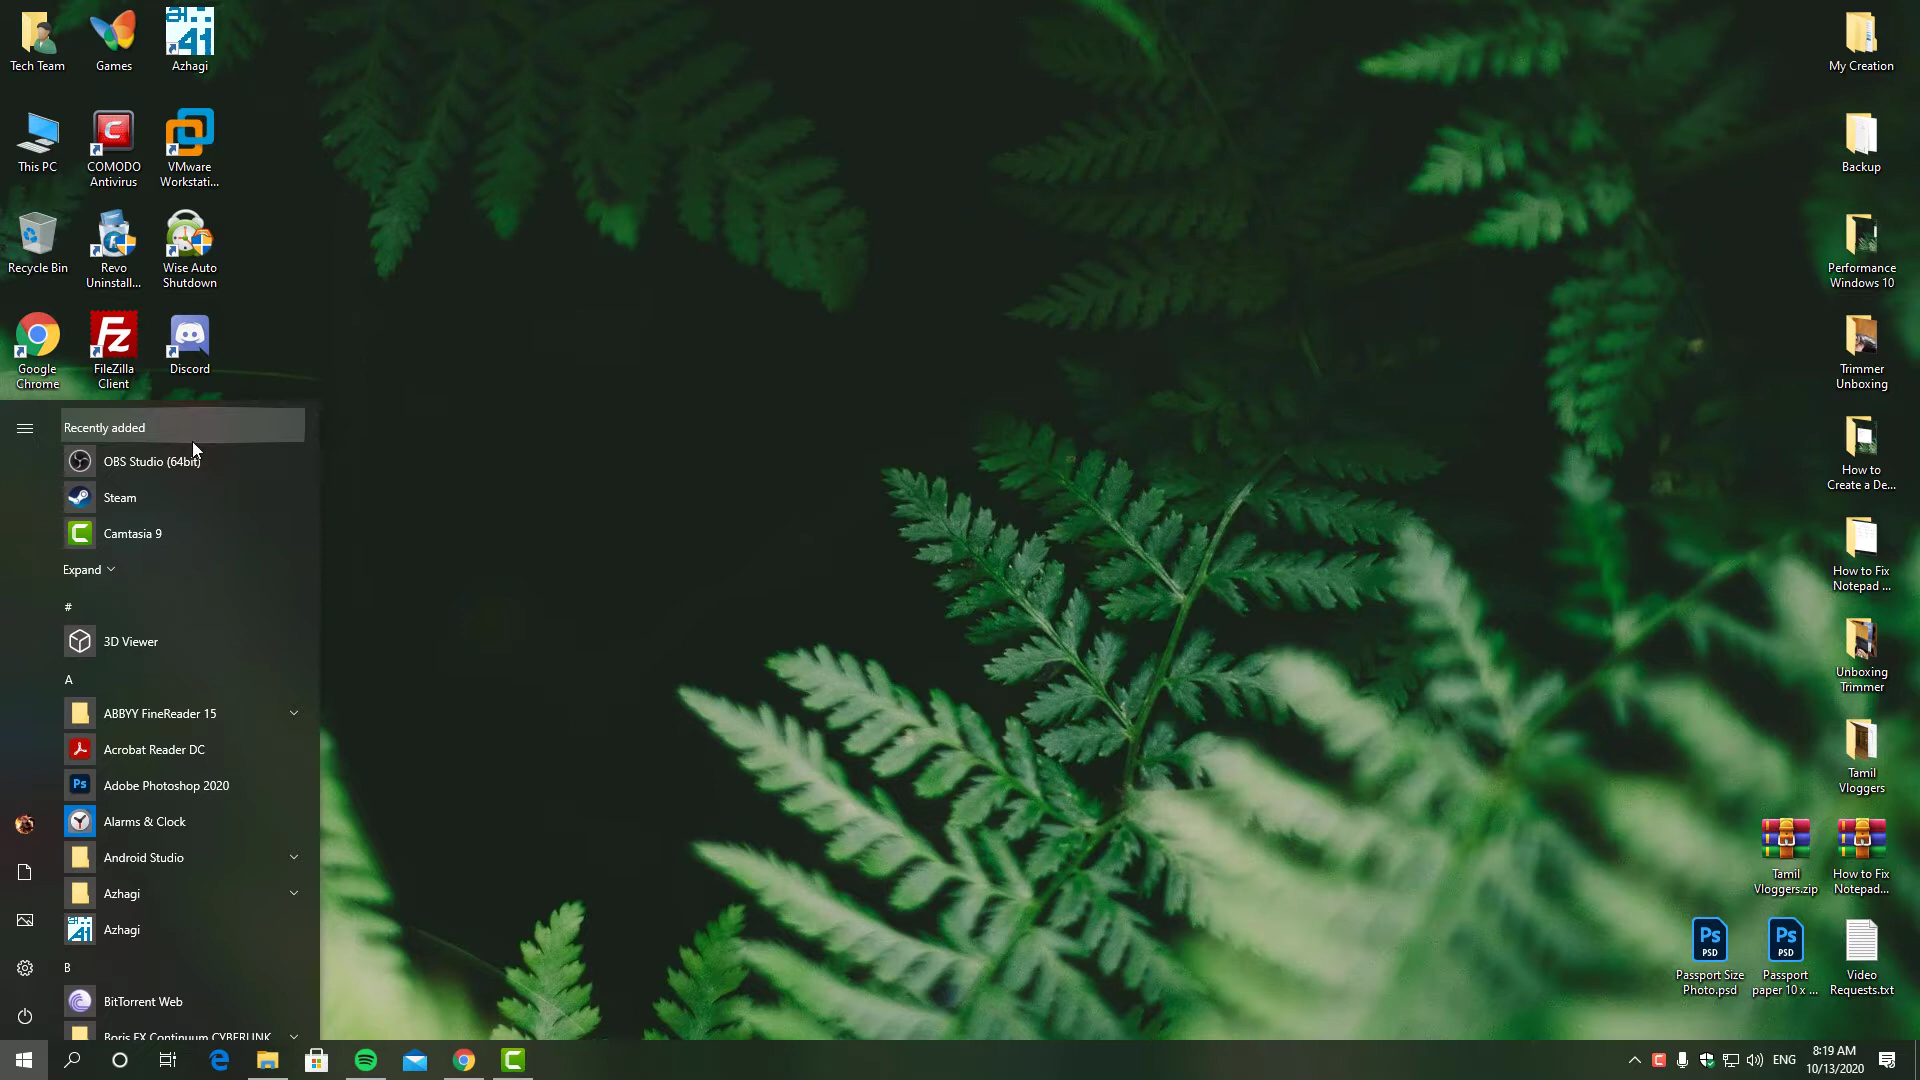 Tech Team
Games
Azhagi
This PC
COMODO
Antivirus
VMware
Workstati...
Recycle Bin
Revo
Uninstall...
Wise Auto
Shutdown
Google
Chrome
FileZilla
Client
Discord
My Creation
Backup
Performance
Windows 10
Trimmer
Unboxing
How to
Create a De...
How to Fix
Notepad ...
Unboxing
Trimmer
Tamil
Vloggers
Tamil
Vloggers.zip
How to Fix
Notepad...
Ps
PSD
Passport Size
Photo.psd
Ps
PSD
Passport
paper 10 x ...
Video
Requests.txt
Recently added
OBS Studio (64bit)
Steam
Camtasia 9
Expand
#
3D Viewer
A
ABBYY FineReader 15
Acrobat Reader DC
Ps
Adobe Photoshop 2020
Alarms & Clock
Android Studio
Azhagi
Azhagi
B
BitTorrent Web
Boris FX Continuum CYBERLINK
ENG
8:19 AM
10/13/2020